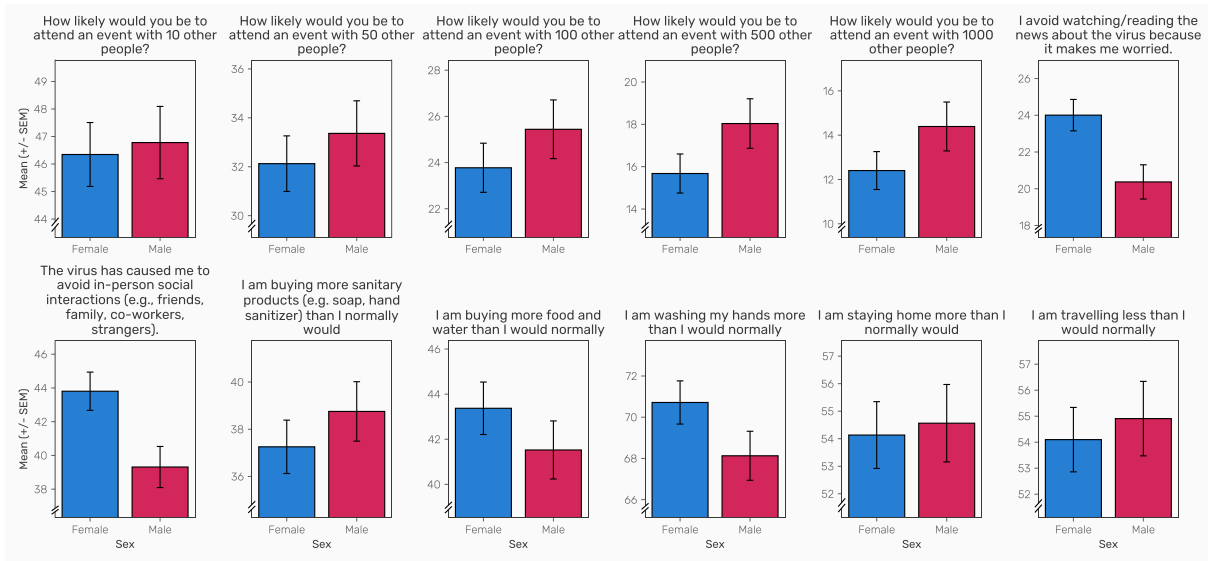 How likely would you be to
attend an event with 10 other
people?
How likely would you be to
attend an event with 50 other
people?
How likely would you be to
attend an event with 100 other
people?
How likely would you be to
attend an event with 500 other
people?
How likely would you be to
attend an event with 1000
other people?
I avoid watching/reading the
news about the virus because
it makes me worried.
Mean (+/- SEM)
49
48
47
46
45
44
Female
Male
36
34
32
30
Female
Male
28
26
24
22
Female
Male
20
18
16
14
Female
Male
16
14
12
10
Female
Male
26
24
22
20
18
Female
Male
The virus has caused me to
avoid in-person social
interactions (e.g., friends,
family, co-workers,
strangers).
I am buying more sanitary
products (e.g. soap, hand
sanitizer) than I normally
would
I am buying more food and
water than I would normally
I am washing my hands more
than I would normally
I am staying home more than I
normally would
I am travelling less than I
would normally
Mean (+/- SEM)
46
44
42
40
38
Female
Male
Sex
40
38
36
Female
Male
Sex
46
44
42
40
Female
Male
Sex
72
70
68
66
Female
Male
Sex
57
56
55
54
53
52
Female
Male
Sex
57
56
55
54
53
52
Female
Male
Sex